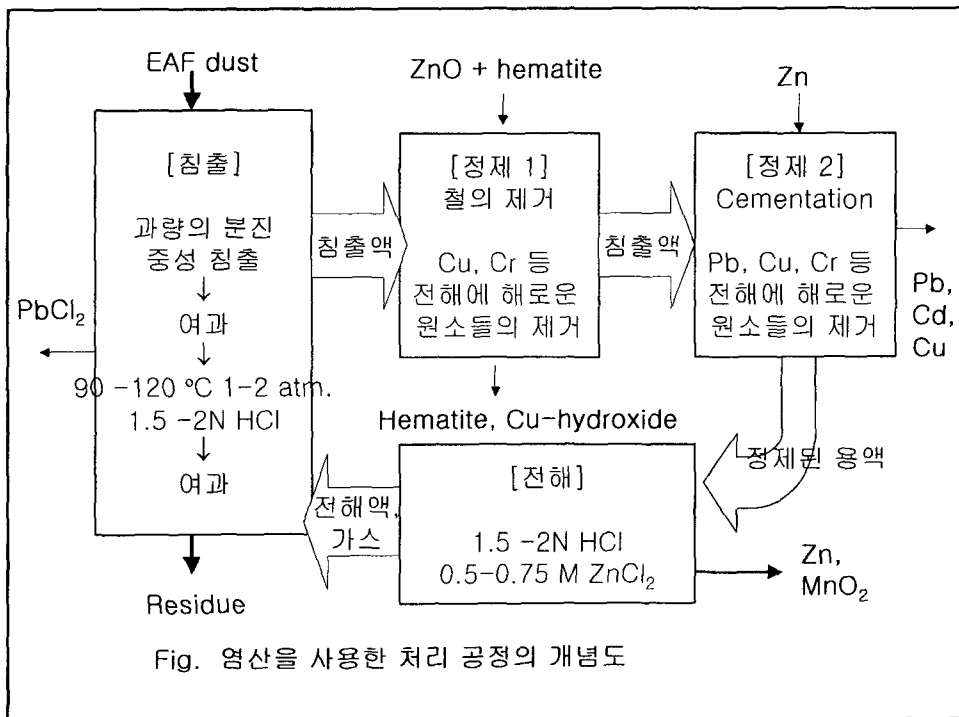 EAF dust
[침출]
과량의 분진
중성 침출
↓
여과
↓
90 –120 ℃ 1–2 atm.
1.5 –2N HCl
↓
여과
PbCl₂
Residue
침출액
ZnO + hematite
[정제 1]
철의 제거
Cu, Cr 등
전해에 해로운
원소들의 제거
Hematite, Cu–hydroxide
침출액
Zn
[정제 2]
Cementation
Pb, Cu, Cr 등
전해에 해로운
원소들의 제거
Pb,
Cd,
Cu
정제된 용액
[전해]
1.5 –2N HCl
0.5–0.75 M ZnCl₂
전해액,
가스
Zn,
MnO₂
Fig. 염산을 사용한 처리 공정의 개념도